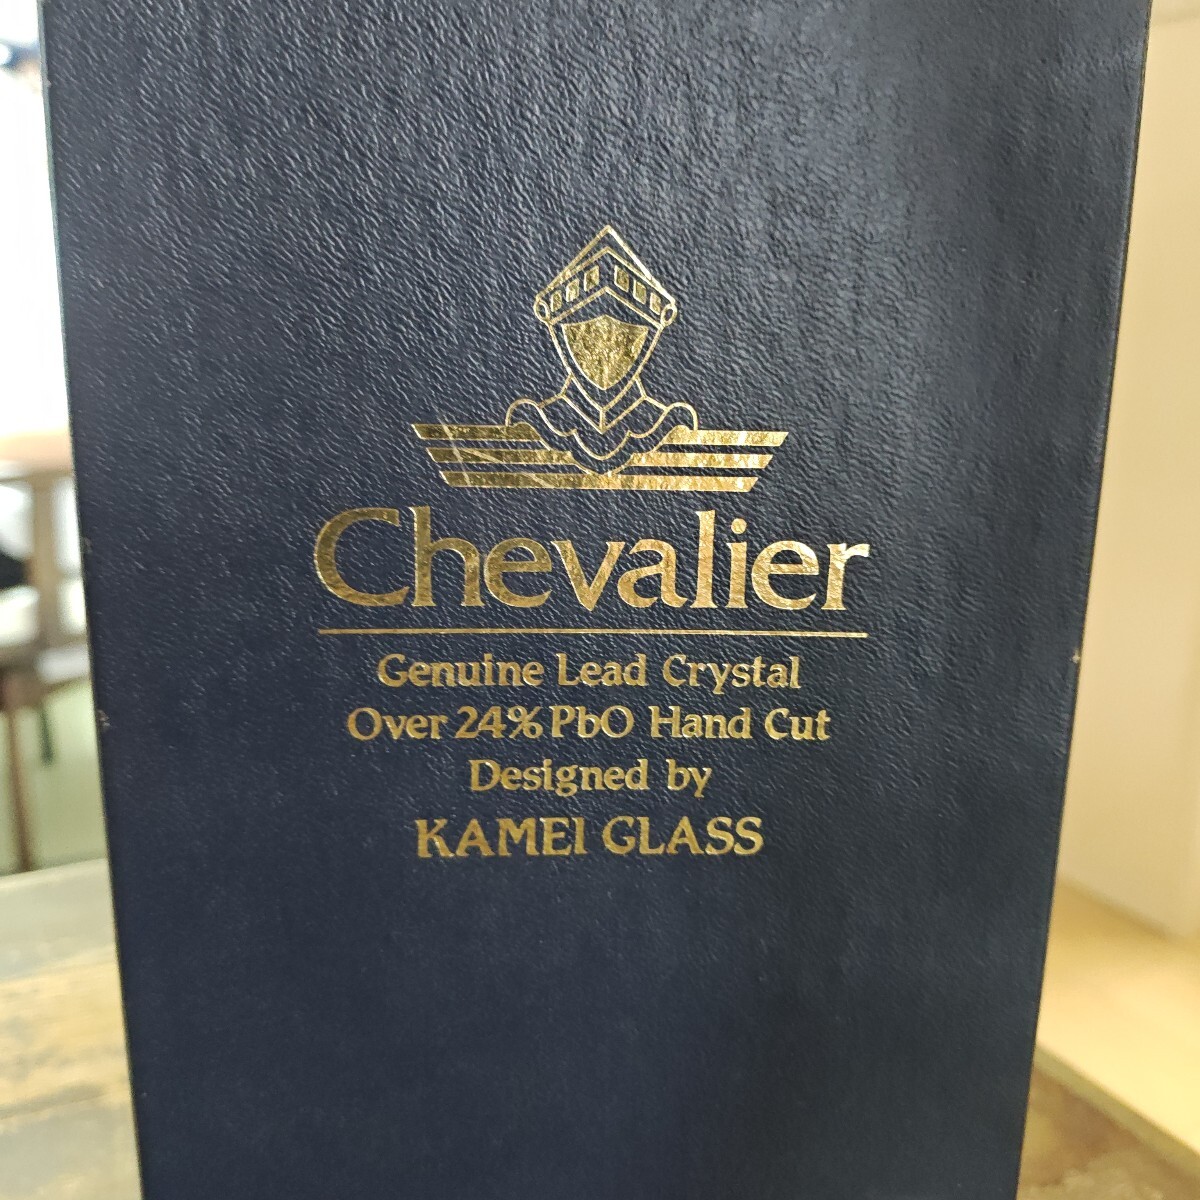 Chevalier
Genuine Lead Crystal
Over 24% PbO Hand Cut
Designed by
KAMEI GLASS